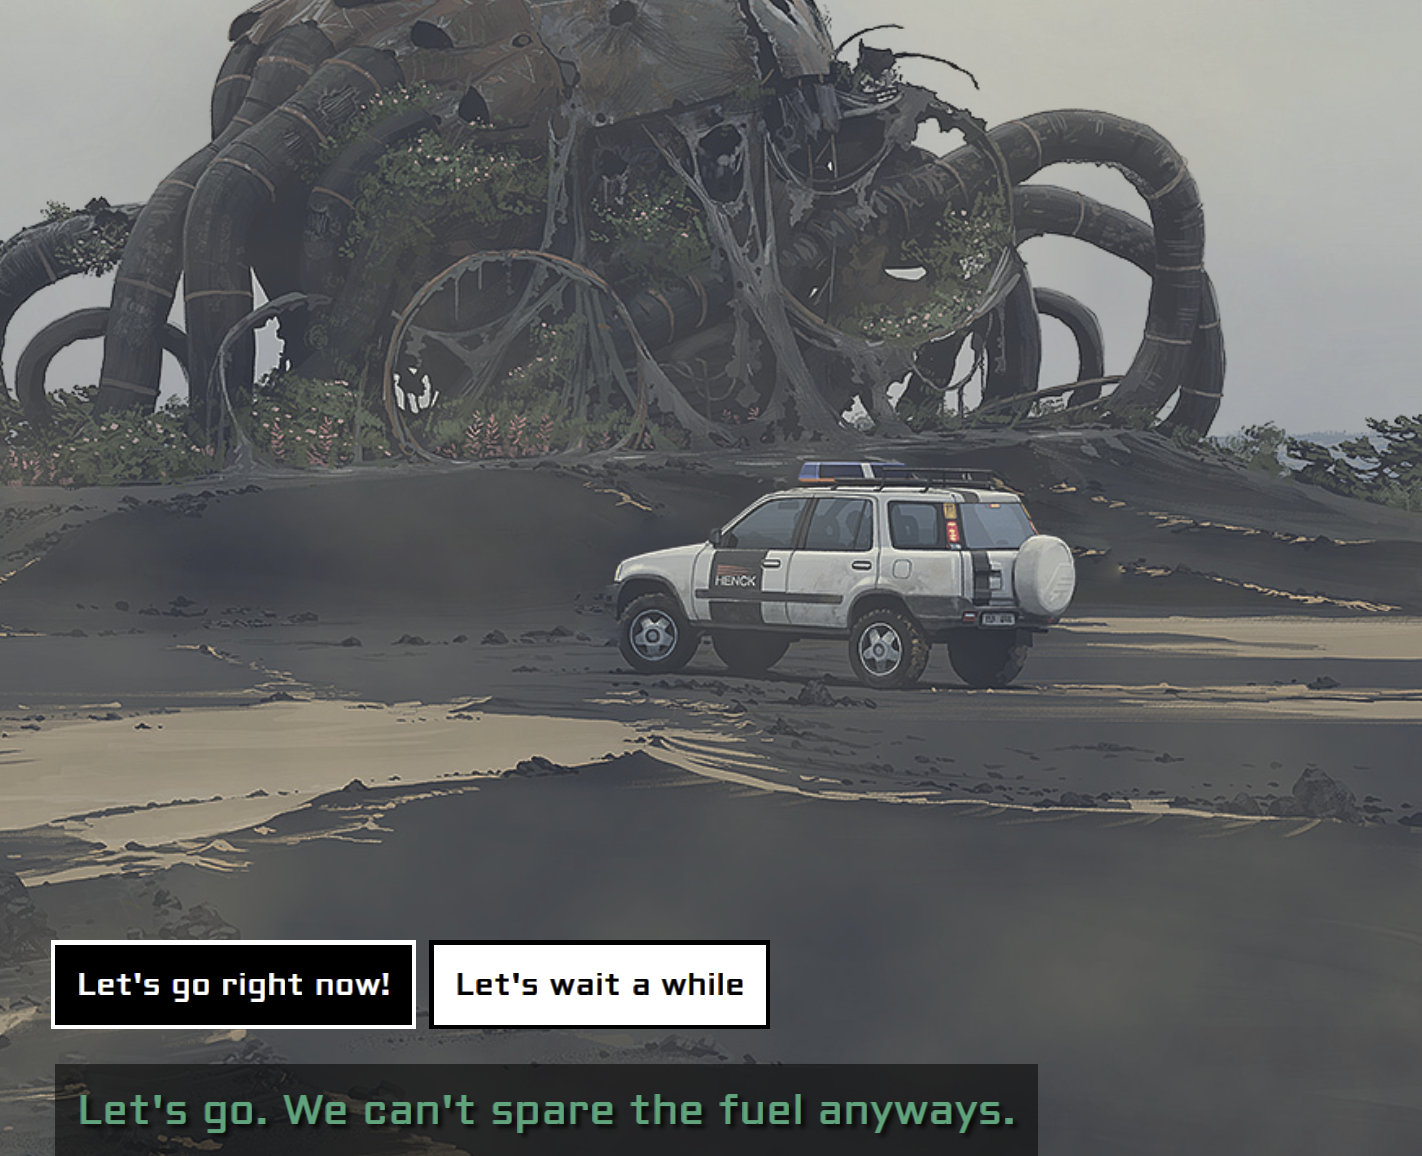 HENCK
Let's go right now!
Let's wait a while
Let's go. We can't spare the fuel anyways.